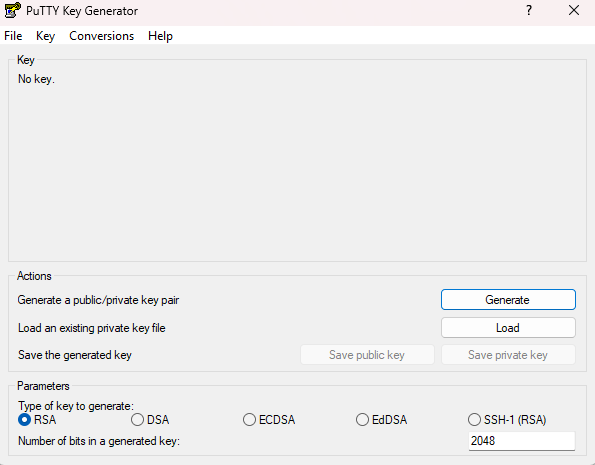 PuTTY Key Generator ?
File Key Conversions Help
Key
No key.
Actions
Generate a public/private key pair Generate
Load an existing private key file Load
Save the generated key Save public key Save private key
Parameters
Type of key to generate:
RSA DSA ECDSA EdDSA SSH-1 (RSA)
Number of bits in a generated key: 2048